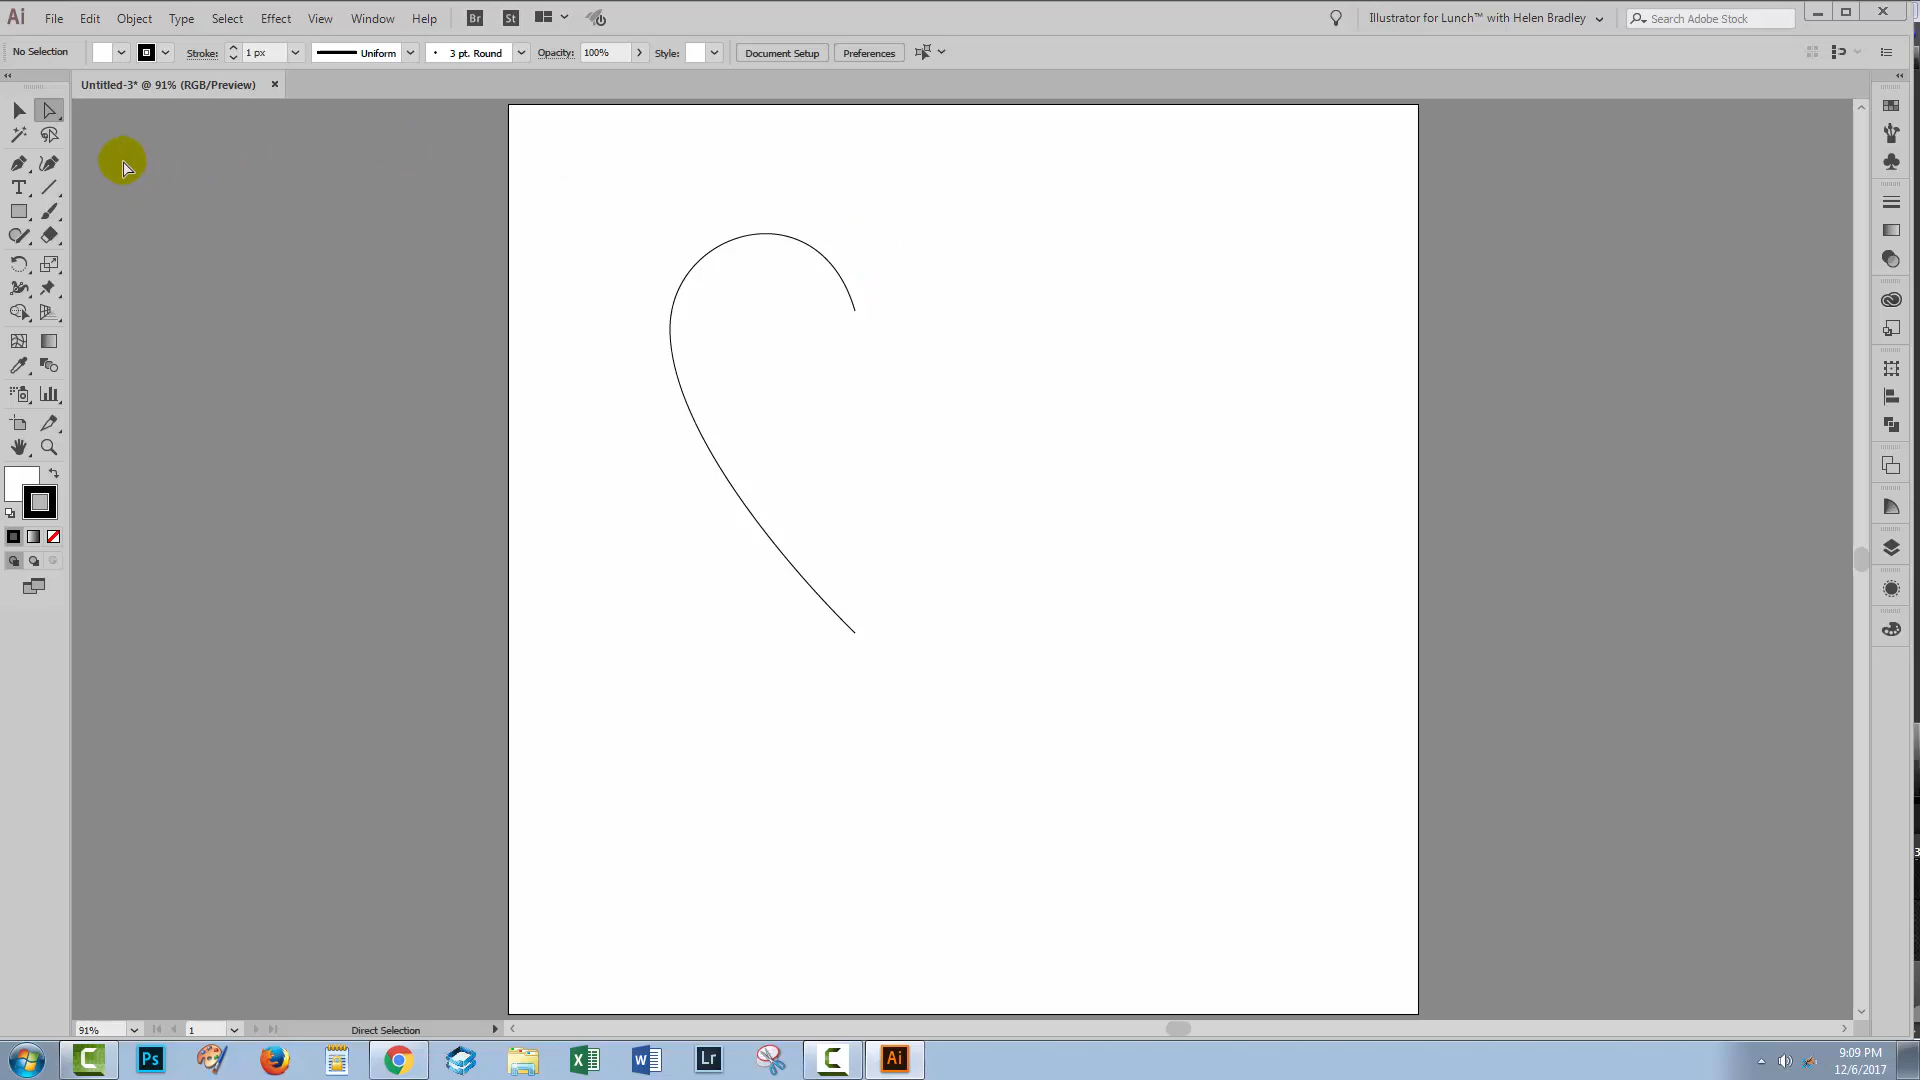 Ai File Edit Object Type Select Effect View Window Help Br St Illustrator for Lunch™ with Helen Bradley Search Adobe Stock
No Selection Stroke: 1 px Uniform 3 pt. Round Opacity: 100% Style: Document Setup Preferences
Untitled-3* @ 91% (RGB/Preview)
T
91% 1 Direct Selection
Ps Lr Ai 9:09 PM
12/6/2017